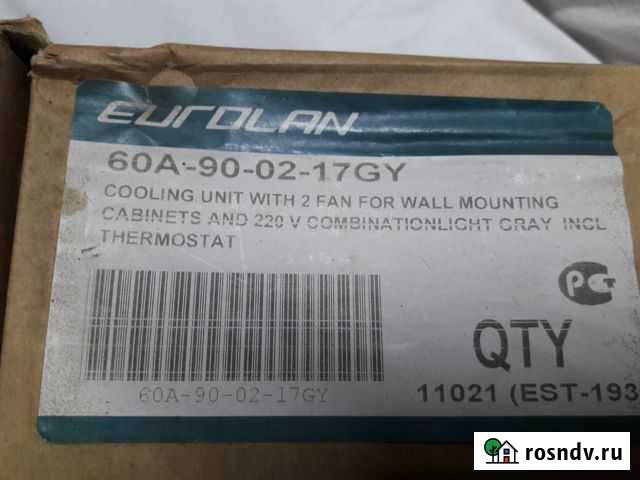 EUROLAN
60A-90-02-17GY
COOLING UNIT WITH 2 FAN FOR WALL MOUNTING
CABINETS AND 220 V COMBINATIONLIGHT GRAY INCL
THERMOSTAT
РСТ
QTY
60A-90-02-17GY
11021 (EST-193
rosndv.ru